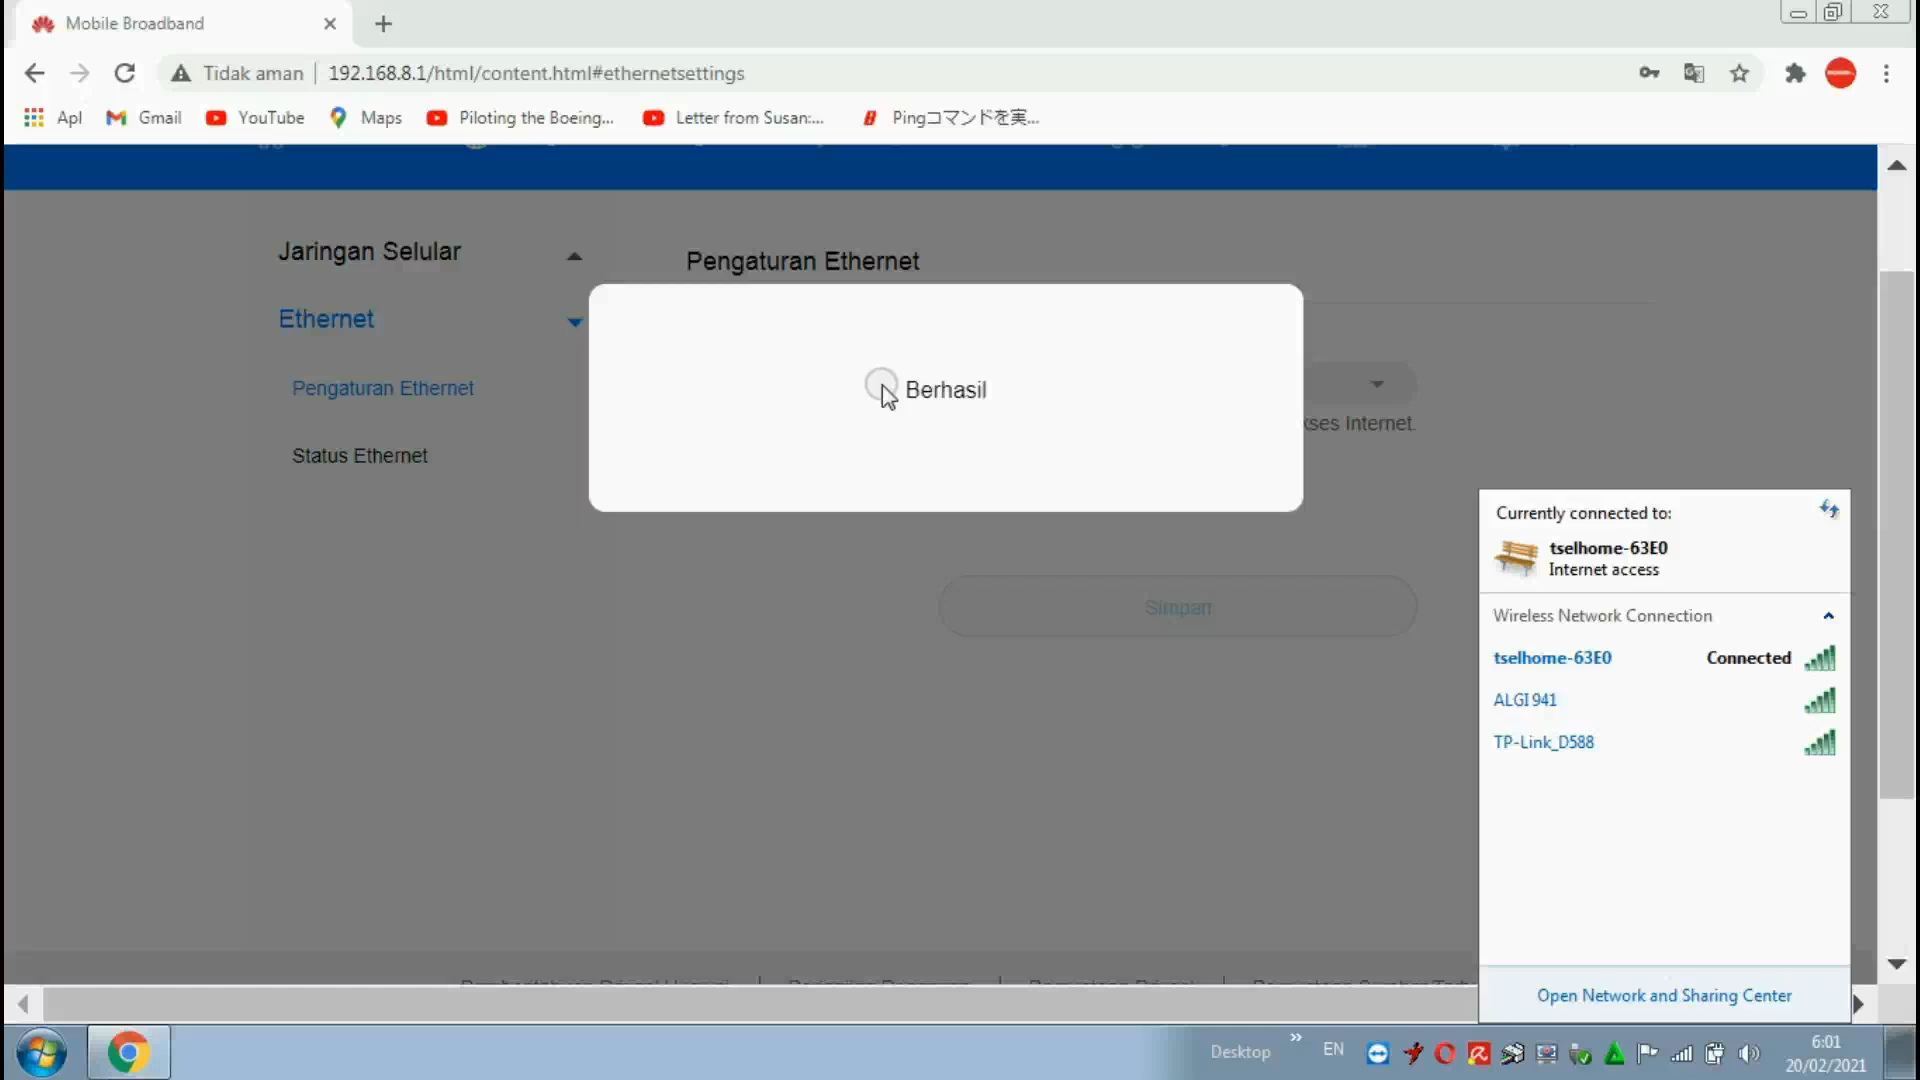 Mobile Broadband
Tidak aman
192.168.8.1/html/content.html#ethernetsettings
Apl
Gmail
YouTube
Maps
Piloting the Boeing...
Letter from Susan:...
Pingコマンドを実...
Jaringan Selular
Pengaturan Ethernet
Ethernet
Pengaturan Ethernet
Berhasil
kses Internet.
Status Ethernet
Simpan
Currently connected to:
tselhome-63E0
Internet access
Wireless Network Connection
tselhome-63E0 Connected
ALGI 941
TP-Link_D588
Open Network and Sharing Center
Desktop
»
EN
6:01
20/02/2021